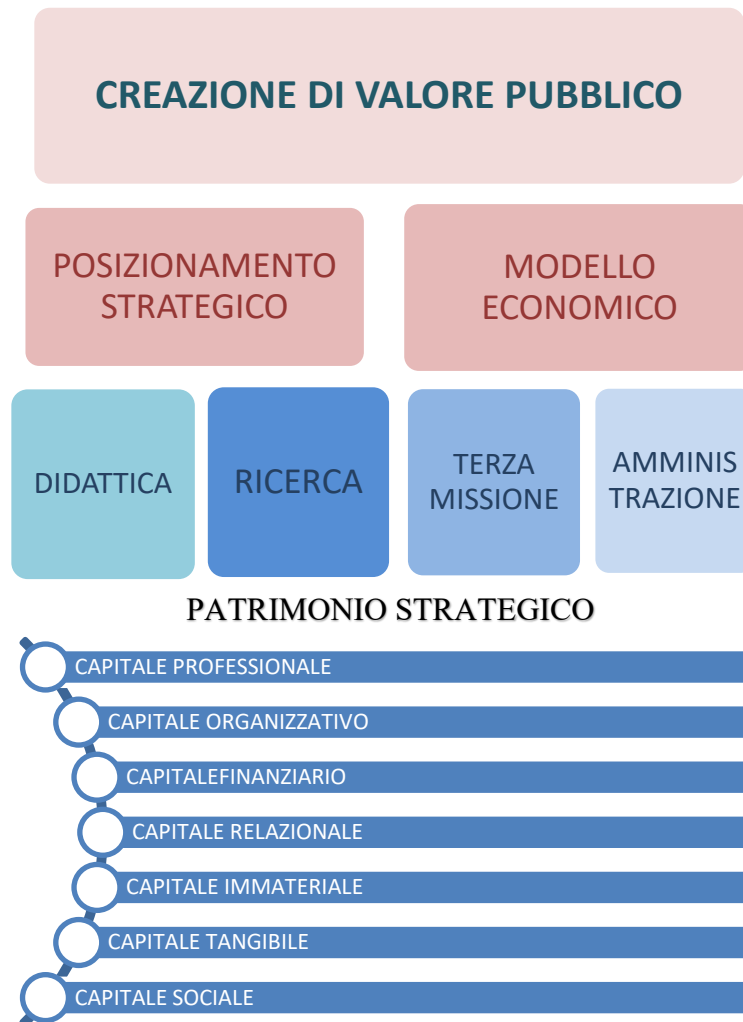 CREAZIONE DI VALORE PUBBLICO
POSIZIONAMENTO
STRATEGICO
MODELLO
ECONOMICO
DIDATTICA
RICERCA
TERZA
MISSIONE
AMMINIS
TRAZIONE
PATRIMONIO STRATEGICO
CAPITALE PROFESSIONALE
CAPITALE ORGANIZZATIVO
CAPITALEFINANZIARIO
CAPITALE RELAZIONALE
CAPITALE IMMATERIALE
CAPITALE TANGIBILE
CAPITALE SOCIALE